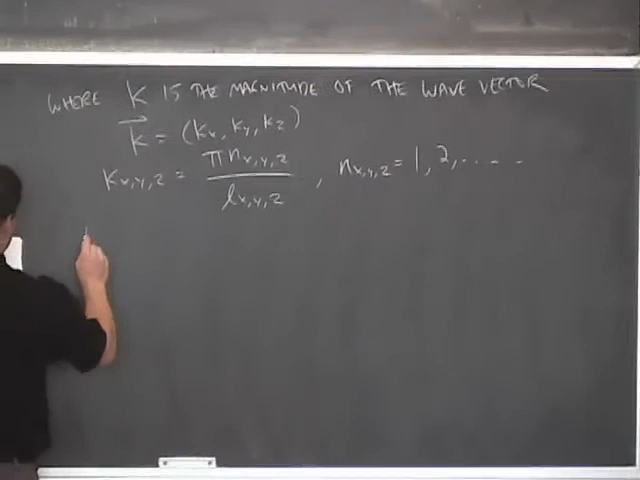 WHERE K IS THE MAGNITUDE OF THE WAVE VECTOR
k⃗ = (kx, ky, kz)
kx,y,z = πnx,y,z / ℓx,y,z , nx,y,z = 1, 2, .....